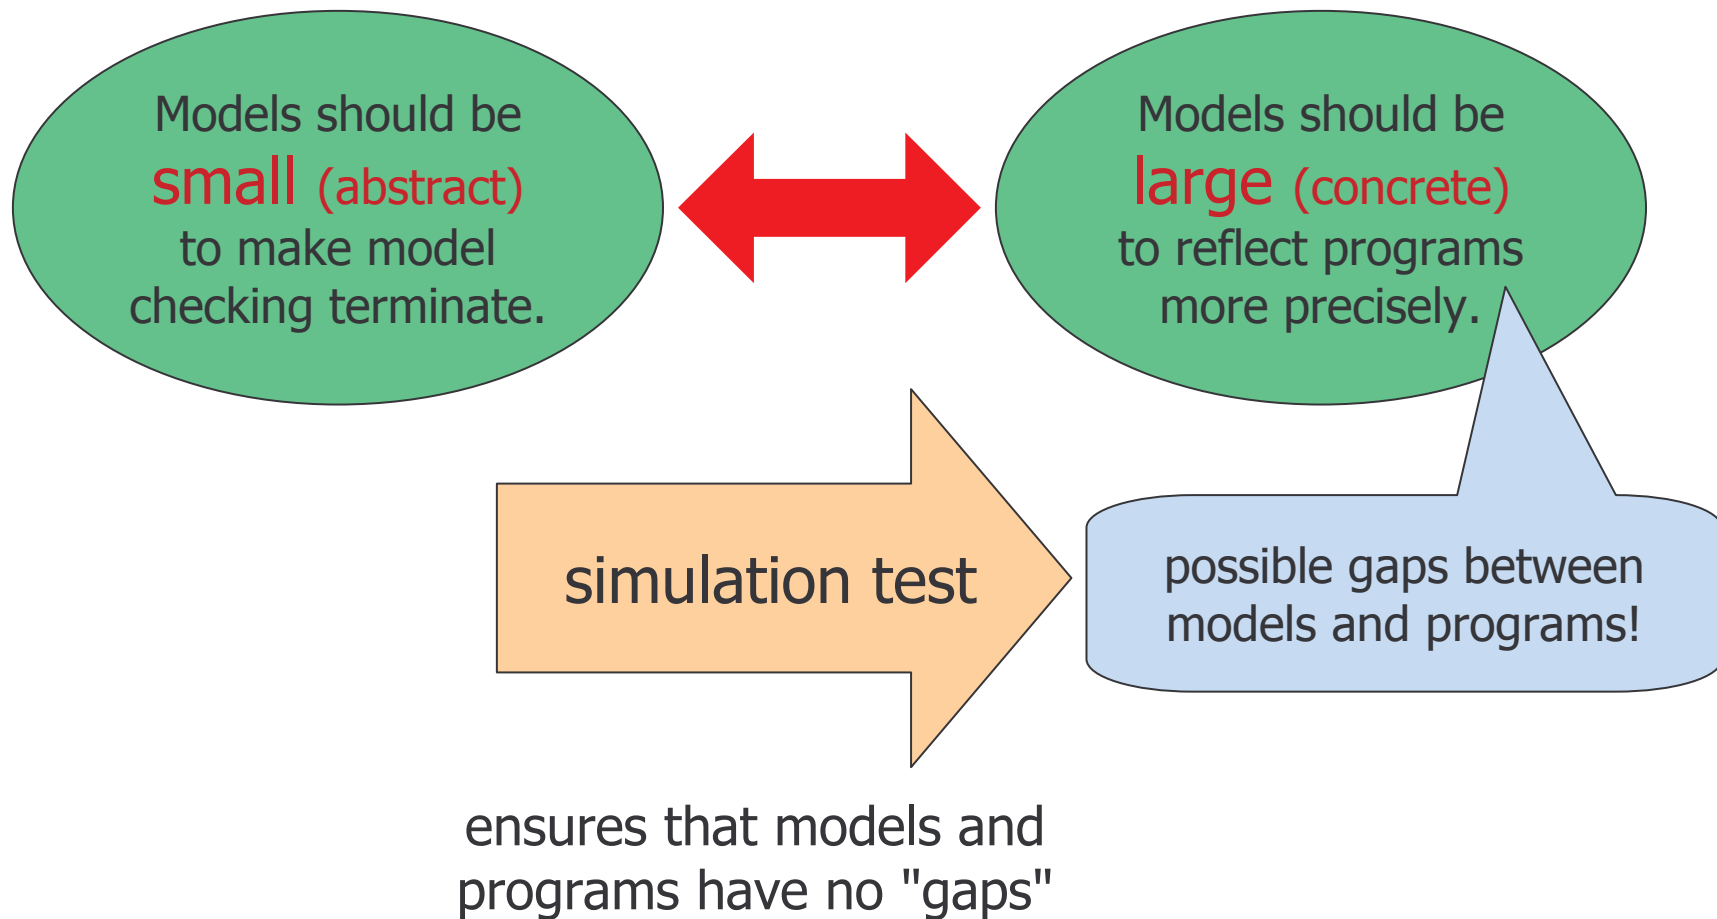 Models should be
small (abstract)
to make model
checking terminate.
Models should be
large (concrete)
to reflect programs
more precisely.
simulation test
possible gaps between
models and programs!
ensures that models and
programs have no "gaps"